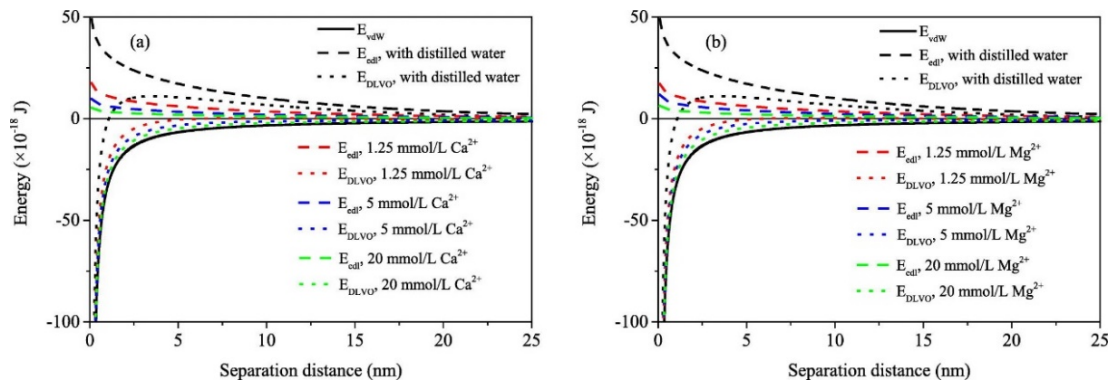 (a)
E_vdW
E_edl, with distilled water
E_DLVO, with distilled water
E_edl, 1.25 mmol/L Ca²⁺
E_DLVO, 1.25 mmol/L Ca²⁺
E_edl, 5 mmol/L Ca²⁺
E_DLVO, 5 mmol/L Ca²⁺
E_edl, 20 mmol/L Ca²⁺
E_DLVO, 20 mmol/L Ca²⁺
Energy (×10⁻¹⁸ J)
50
0
-50
-100
0 5 10 15 20 25
Separation distance (nm)
(b)
E_vdW
E_edl, with distilled water
E_DLVO, with distilled water
E_edl, 1.25 mmol/L Mg²⁺
E_DLVO, 1.25 mmol/L Mg²⁺
E_edl, 5 mmol/L Mg²⁺
E_DLVO, 5 mmol/L Mg²⁺
E_edl, 20 mmol/L Mg²⁺
E_DLVO, 20 mmol/L Mg²⁺
Energy (×10⁻¹⁸ J)
50
0
-50
-100
0 5 10 15 20 25
Separation distance (nm)